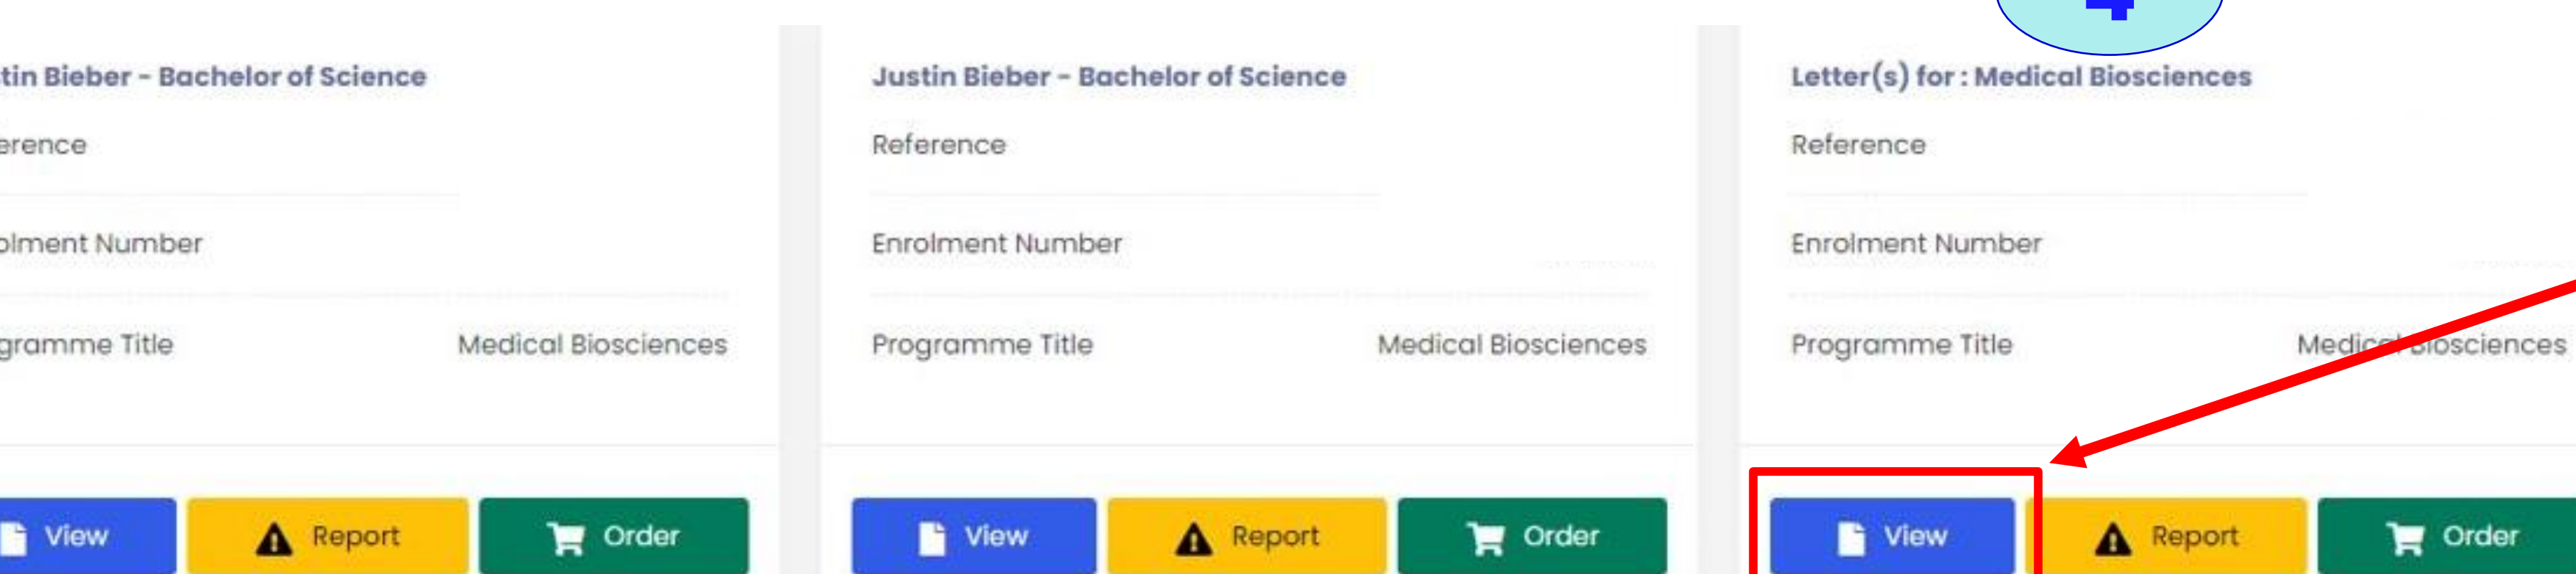 4
tin Bieber - Bachelor of Science
erence
olment Number
gramme Title Medical Biosciences
View Report Order
Justin Bieber - Bachelor of Science
Reference
Enrolment Number
Programme Title Medical Biosciences
View Report Order
Letter(s) for : Medical Biosciences
Reference
Enrolment Number
Programme Title Medical Biosciences
View Report Order